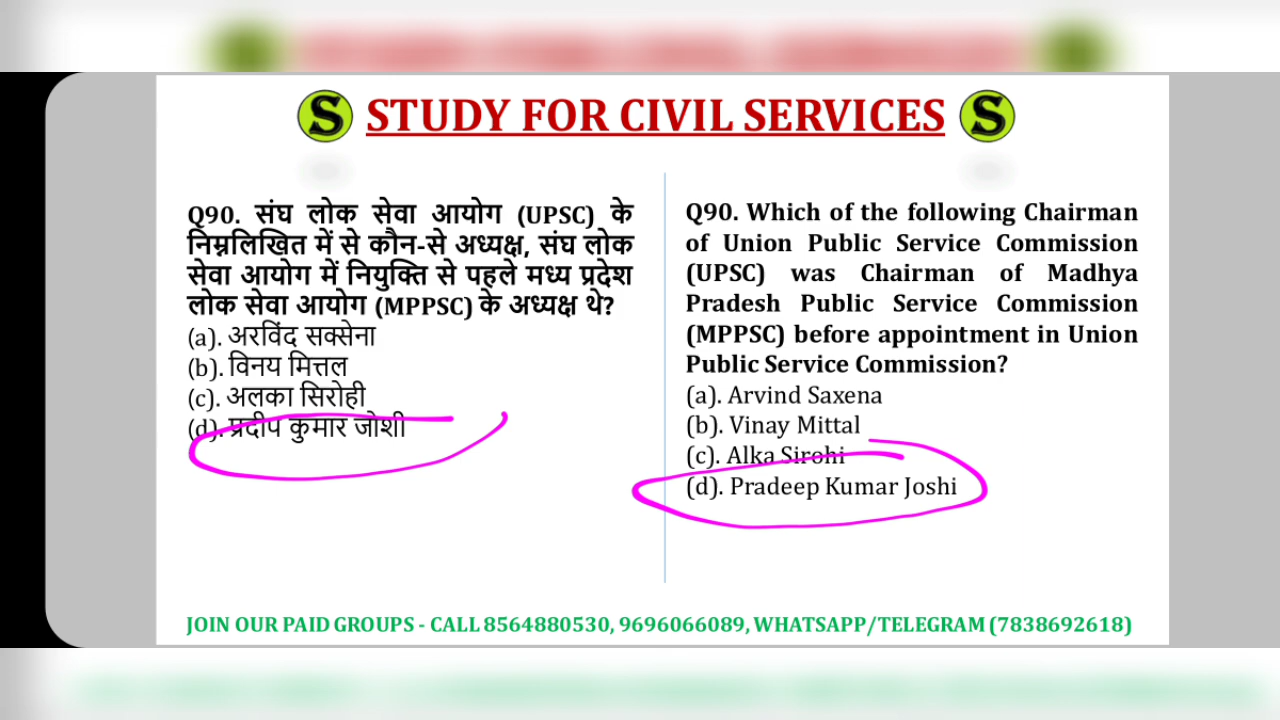 S STUDY FOR CIVIL SERVICES S
Q90. संघ लोक सेवा आयोग (UPSC) के
निम्नलिखित में से कौन-से अध्यक्ष, संघ लोक
सेवा आयोग में नियुक्ति से पहले मध्य प्रदेश
लोक सेवा आयोग (MPPSC) के अध्यक्ष थे?
(a). अरविंद सक्सेना
(b). विनय मित्तल
(c). अलका सिरोही
(d). प्रदीप कुमार जोशी
Q90. Which of the following Chairman
of Union Public Service Commission
(UPSC) was Chairman of Madhya
Pradesh Public Service Commission
(MPPSC) before appointment in Union
Public Service Commission?
(a). Arvind Saxena
(b). Vinay Mittal
(c). Alka Sirohi
(d). Pradeep Kumar Joshi
JOIN OUR PAID GROUPS - CALL 8564880530, 9696066089, WHATSAPP/TELEGRAM (7838692618)